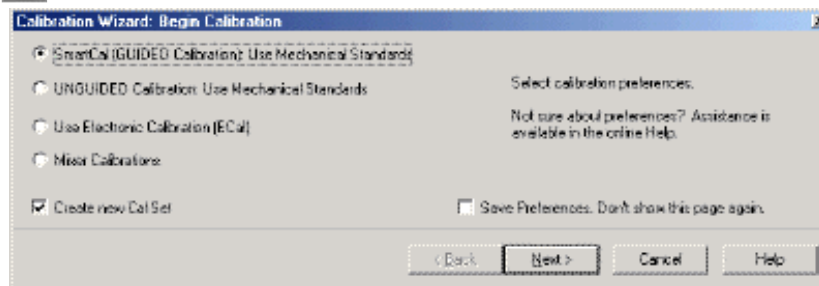 Calibration Wizard: Begin Calibration
SmartCal (GUIDED Calibration): Use Mechanical Standards
UNGUIDED Calibration: Use Mechanical Standards
Use Electronic Calibration (ECal)
Mixer Calibrations
Select calibration preferences.
Not sure about preferences? Assistance is
available in the online Help.
Create new Cal Set
Save Preferences. Don't show this page again.
< Back
Next >
Cancel
Help